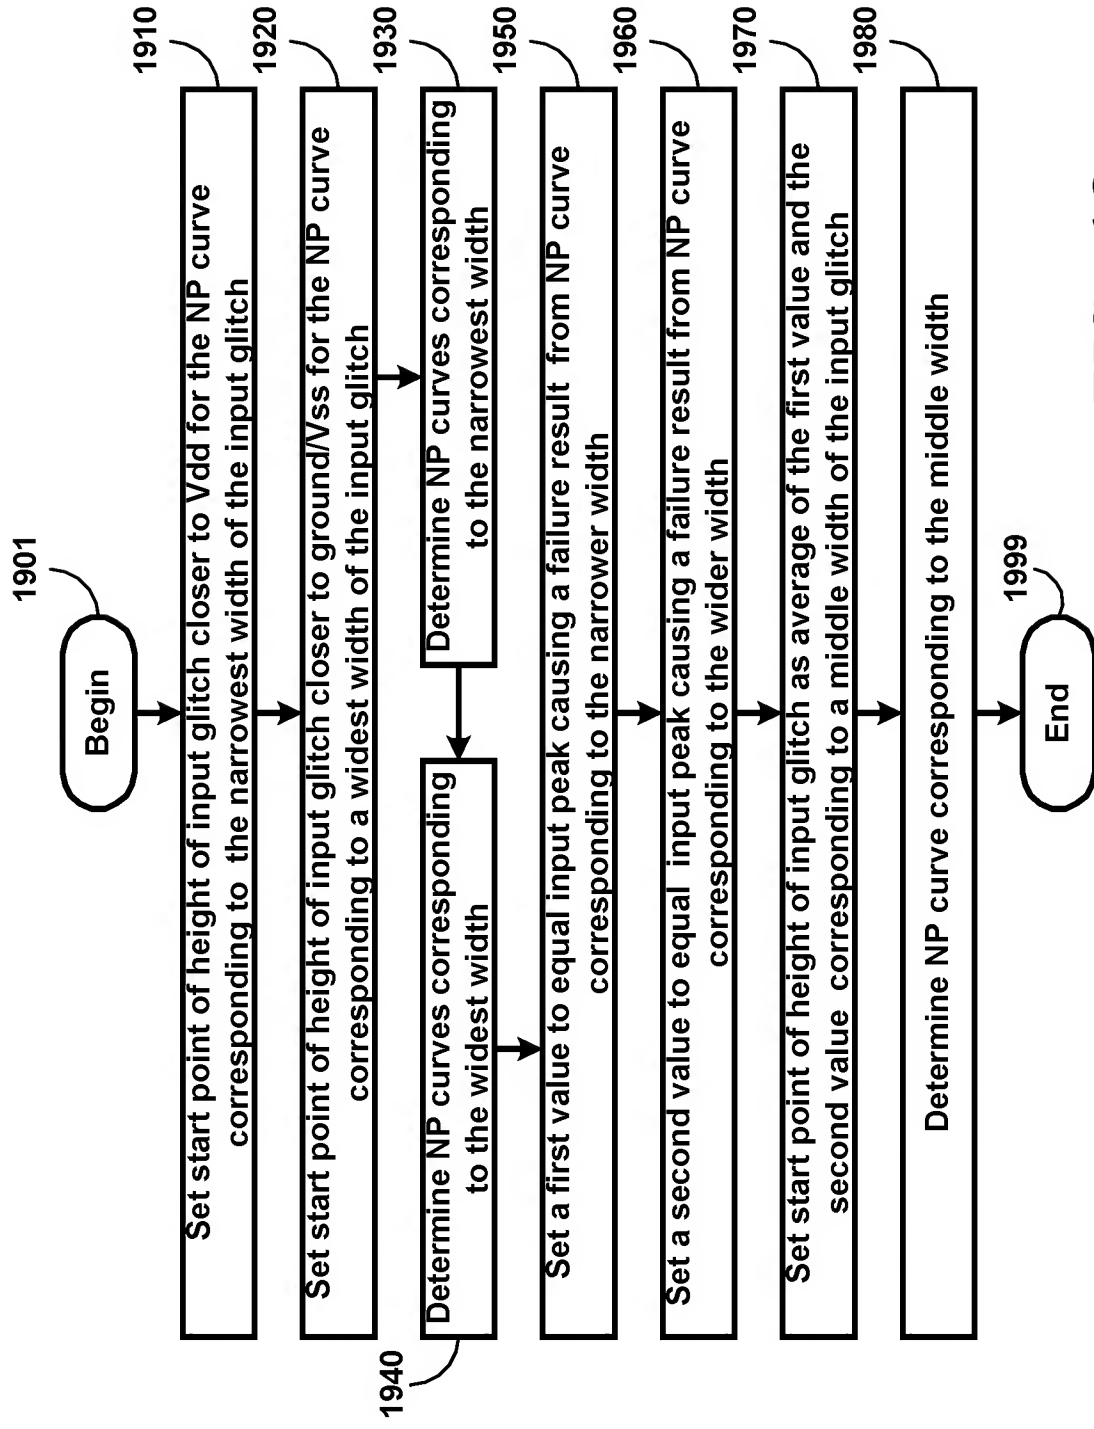 1901
Begin
1910
Set start point of height of input glitch closer to Vdd for the NP curve
corresponding to the narrowest width of the input glitch
1920
Set start point of height of input glitch closer to ground/Vss for the NP curve
corresponding to a widest width of the input glitch
1930
Determine NP curves corresponding
to the narrowest width
1940
Determine NP curves corresponding
to the widest width
1950
Set a first value to equal input peak causing a failure result from NP curve
corresponding to the narrower width
1960
Set a second value to equal input peak causing a failure result from NP curve
corresponding to the wider width
1970
Set start point of height of input glitch as average of the first value and the
second value corresponding to a middle width of the input glitch
1980
Determine NP curve corresponding to the middle width
1999
End